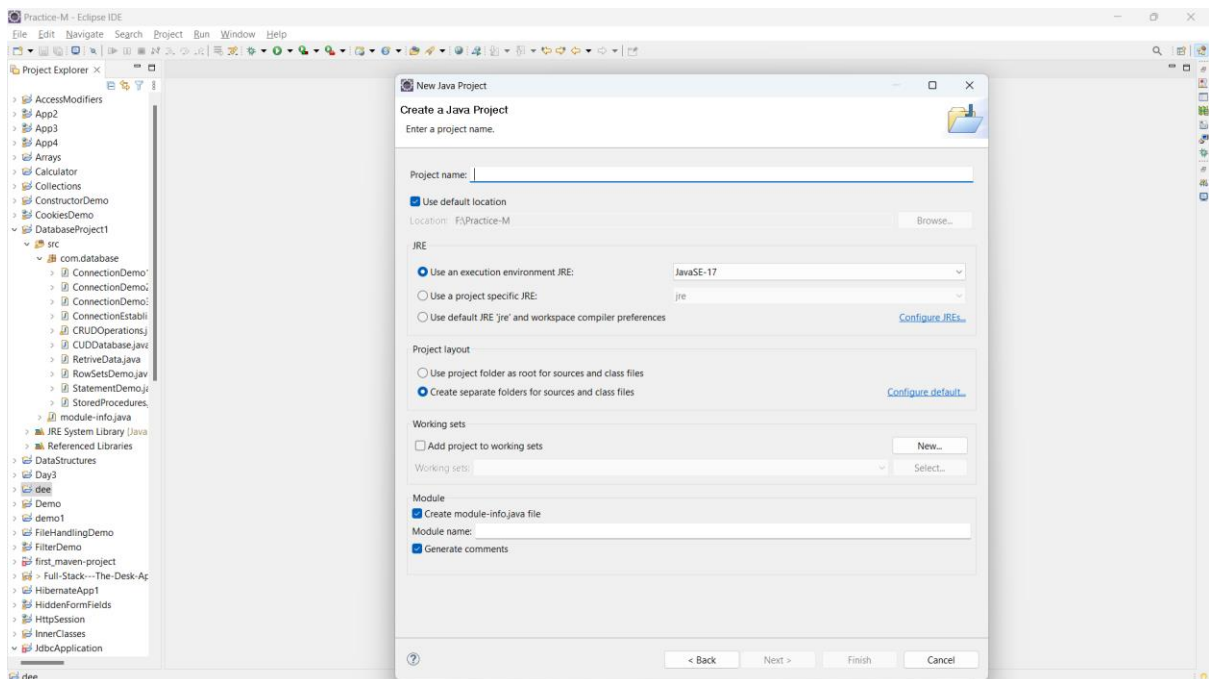 Practice-M - Eclipse IDE
File Edit Navigate Search Project Run Window Help
Project Explorer
AccessModifiers
App2
App3
App4
Arrays
Calculator
Collections
ConstructorDemo
CookiesDemo
DatabaseProject1
src
com.database
ConnectionDemo1
ConnectionDemo2
ConnectionDemo3
ConnectionEstabli
CRUDOperations.j
CUDDatabase.java
RetriveData.java
RowSetsDemo.jav
StatementDemo.ja
StoredProcedures.
module-info.java
JRE System Library [Java
Referenced Libraries
DataStructures
Day3
dee
Demo
demo1
FileHandlingDemo
FilterDemo
first_maven-project
> Full-Stack---The-Desk-Ap
HibernateApp1
HiddenFormFields
HttpSession
InnerClasses
JdbcApplication
dee
New Java Project
Create a Java Project
Enter a project name.
Project name:
Use default location
Location: F:\Practice-M Browse...
JRE
Use an execution environment JRE: JavaSE-17
Use a project specific JRE: jre
Use default JRE 'jre' and workspace compiler preferences Configure JREs...
Project layout
Use project folder as root for sources and class files
Create separate folders for sources and class files Configure default...
Working sets
Add project to working sets New...
Working sets: Select...
Module
Create module-info.java file
Module name:
Generate comments
< Back Next > Finish Cancel